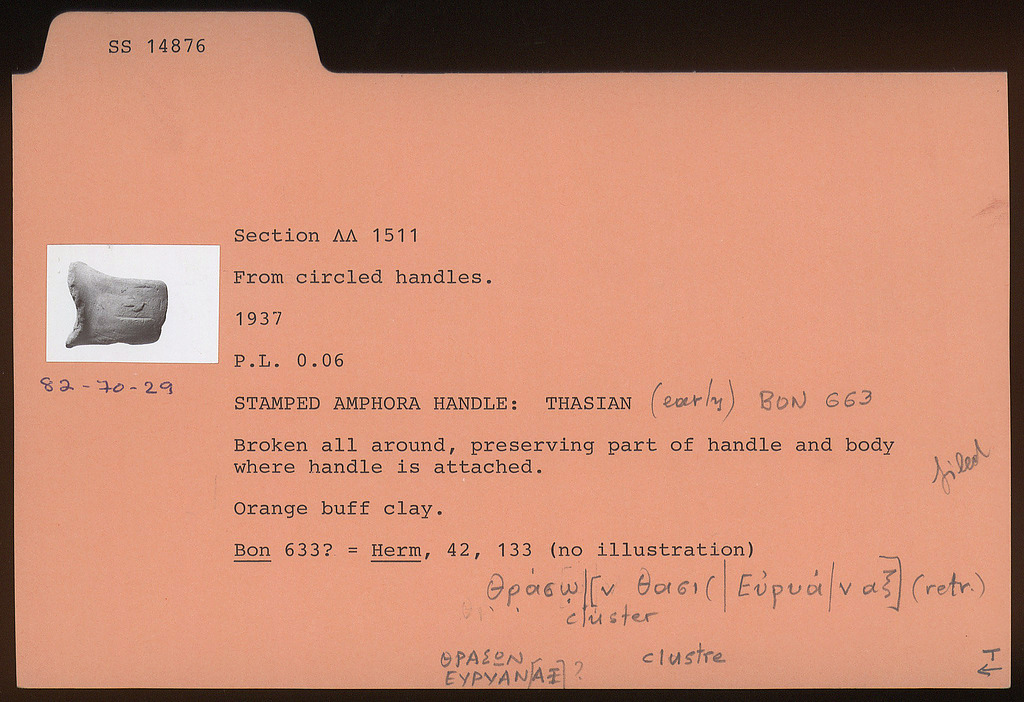 SS 14876
Section ΛΛ 1511
From circled handles.
1937
P.L. 0.06
82-70-29
STAMPED AMPHORA HANDLE: THASIAN (early) BON 663
Broken all around, preserving part of handle and body
where handle is attached.
filed
Orange buff clay.
Bon 633? = Herm, 42, 133 (no illustration)
Θράσω|[ν Θασι(|Εὐρυά|ναξ] (retr.)
cluster
ΘΡΑΣΩΝ clustre T
ΕΥΡΥΑΝ[ΑΞ]? ←